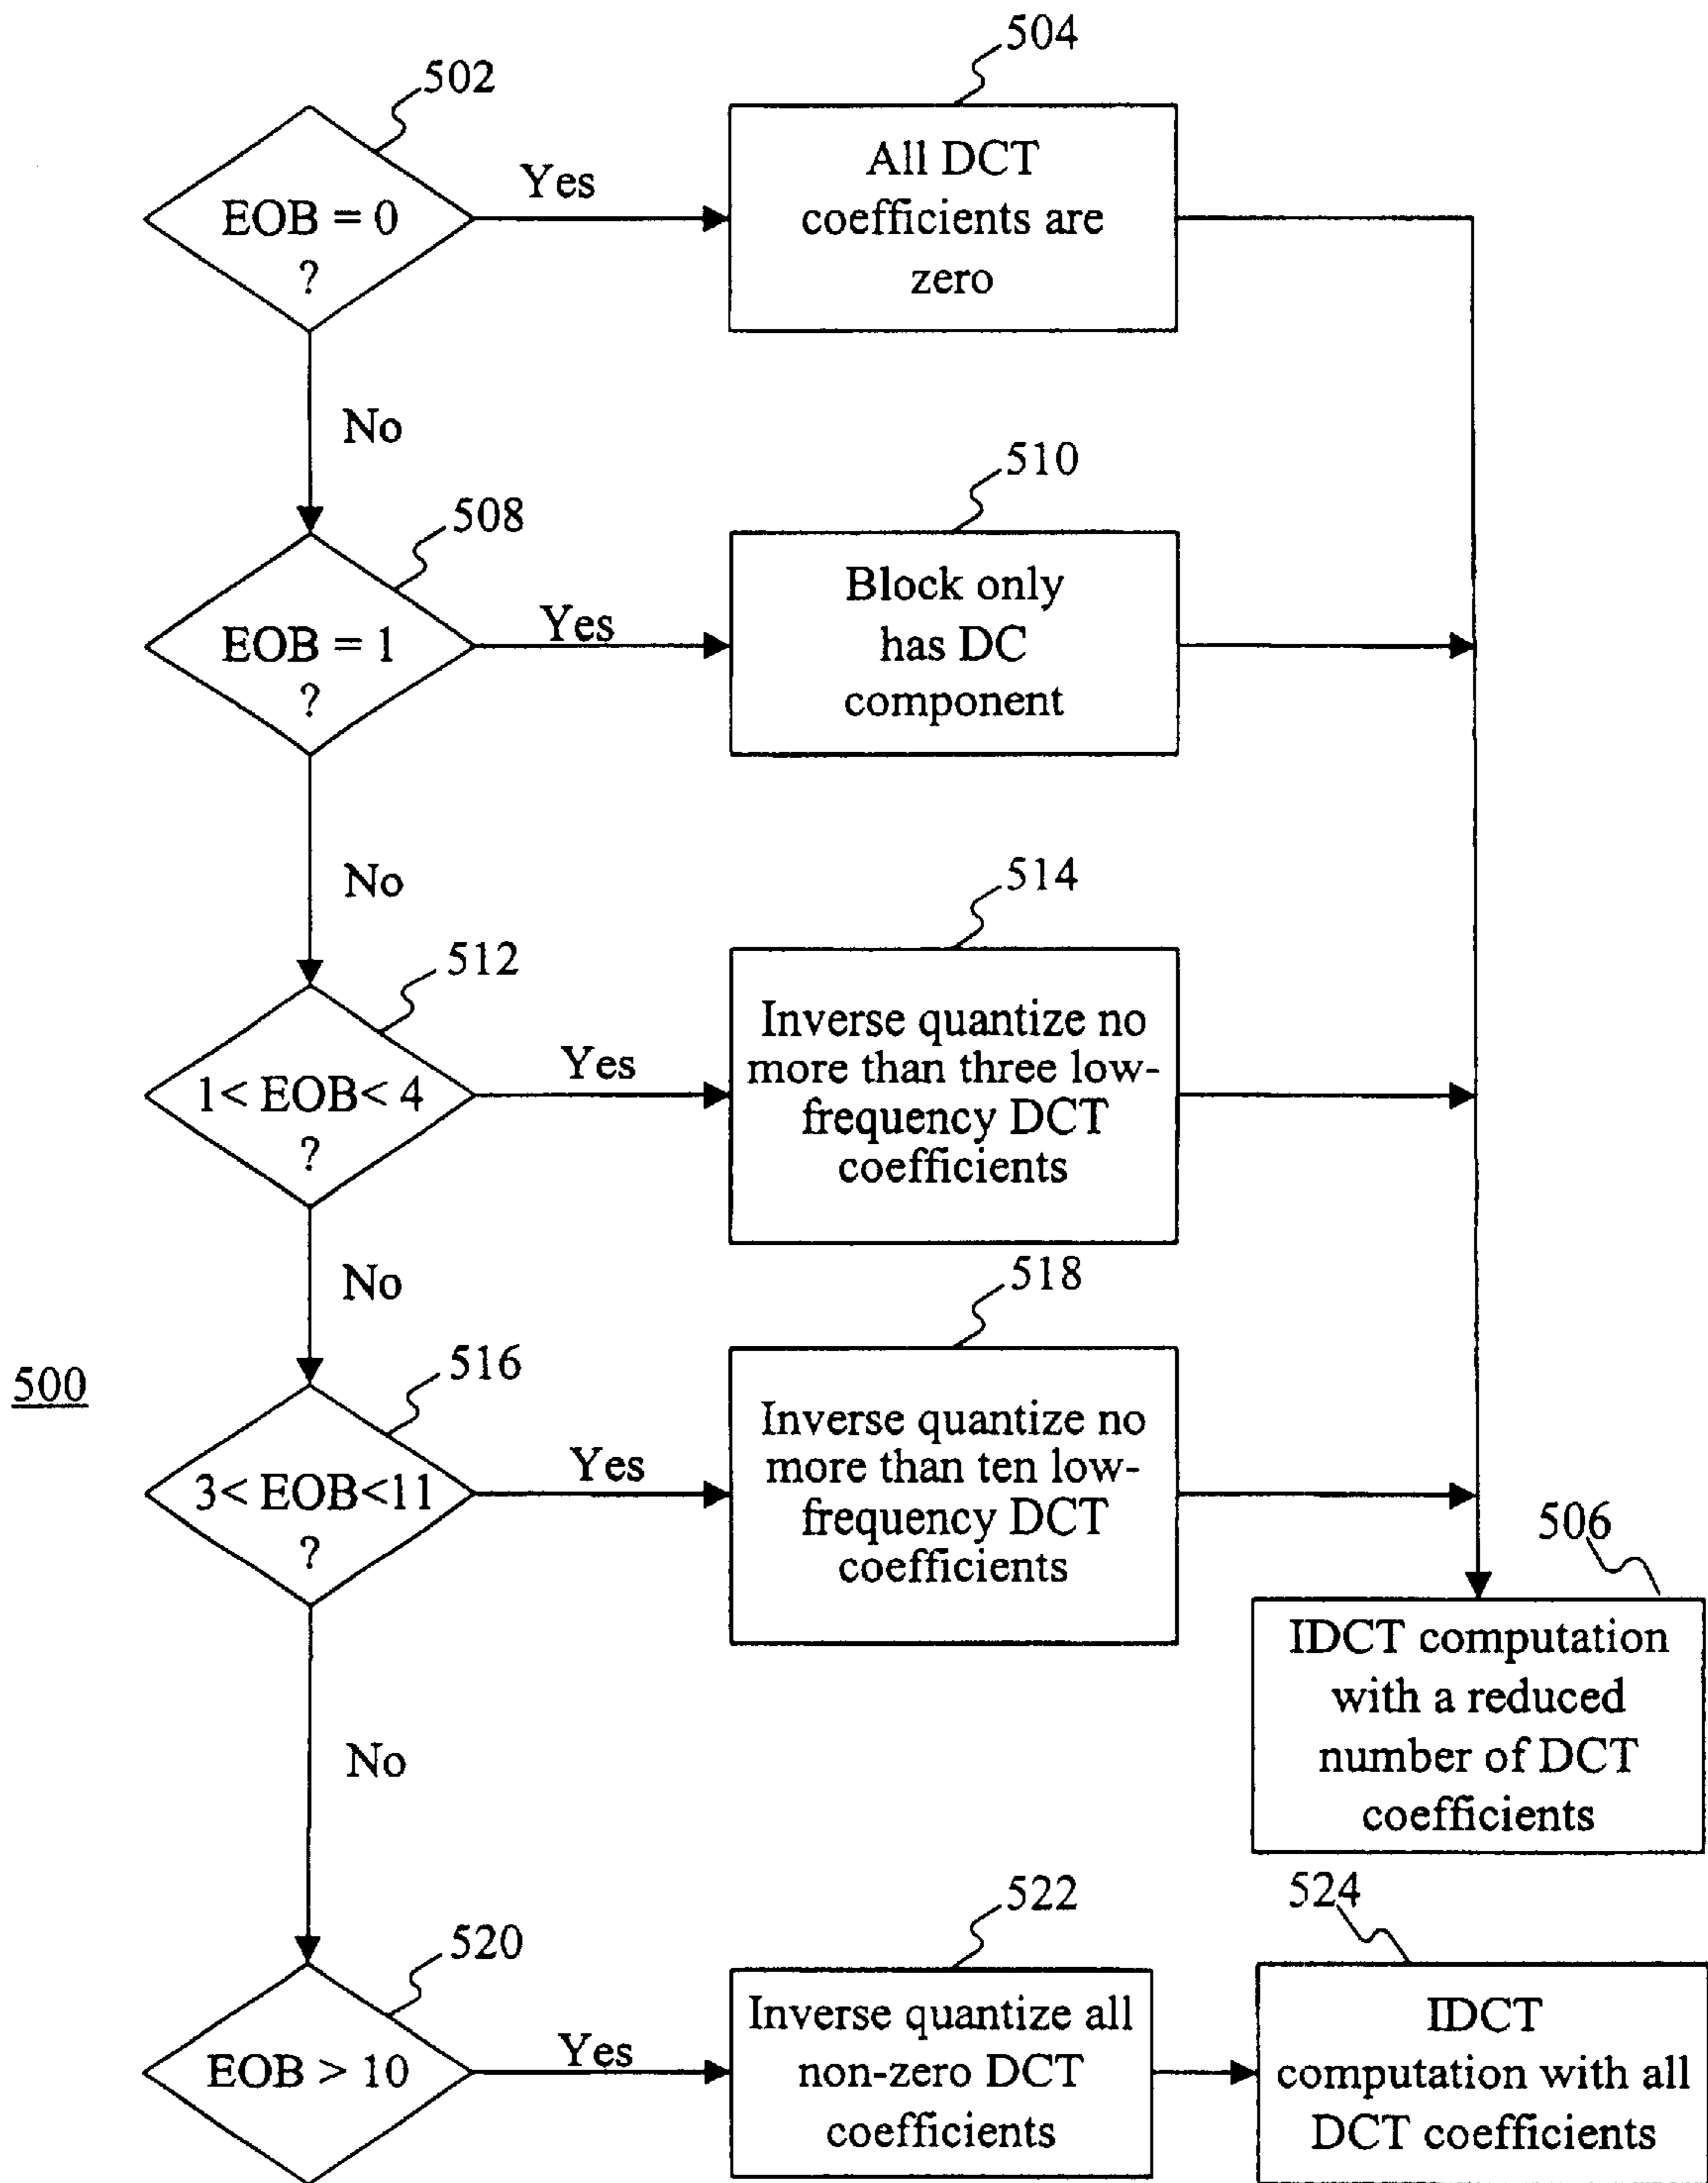 504
502
All DCT
coefficients are
zero
Yes
EOB = 0
?
No
510
508
Block only
has DC
component
Yes
EOB = 1
?
No
514
512
Inverse quantize no
more than three low-
frequency DCT
coefficients
Yes
1< EOB< 4
?
No
518
516
500
Inverse quantize no
more than ten low-
frequency DCT
coefficients
Yes
3< EOB<11
?
506
IDCT computation
with a reduced
number of DCT
coefficients
No
522
524
520
Inverse quantize all
non-zero DCT
coefficients
Yes
EOB > 10
IDCT
computation with all
DCT coefficients